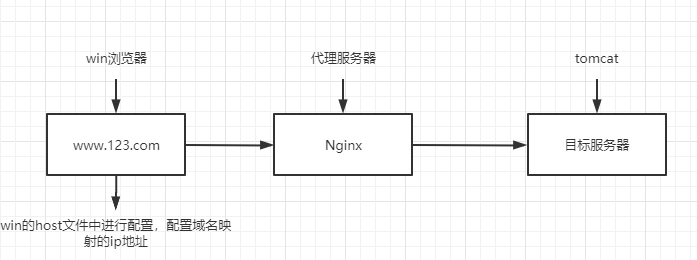 win浏览器
代理服务器
tomcat
www.123.com
Nginx
目标服务器
win的host文件中进行配置，配置域名映
射的ip地址